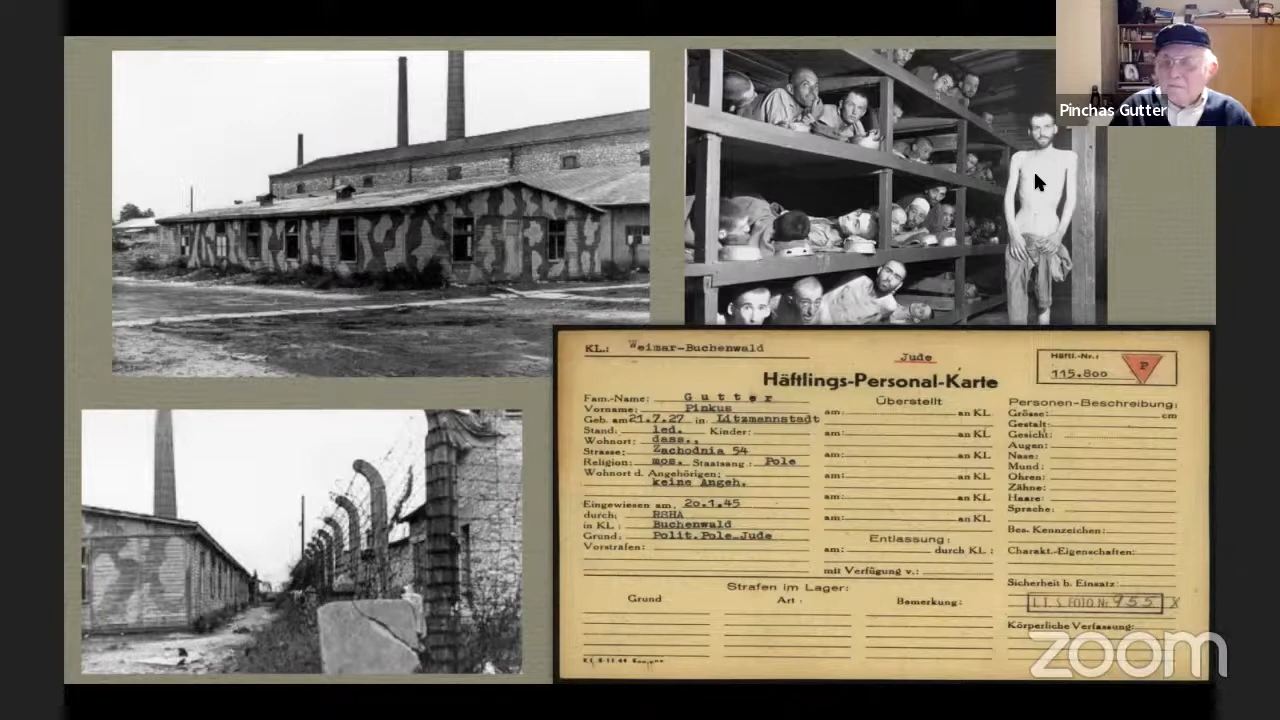 Pinchas Gutter
KL.: Weimar-Buchenwald
Jude
Häftl.-Nr.:
115.800
P
Häftlings-Personal-Karte
Fam.-Name: Gutter
Vorname: Pinkus
Geb. am 21.7.27 in Litzmannstadt
Stand: led. Kinder:
Wohnort: dass.,
Strasse: Zachodnia 54
Religion: mos. Staatsang.: Pole
Wohnort d. Angehörigen:
keine Angeh.
Eingewiesen am 20.1.45
durch: RSHA
in KL: Buchenwald
Grund: Polit.Pole-Jude
Vorstrafen:
Überstellt
am: an KL
am: an KL
am: an KL
am: an KL
am: an KL
am: an KL
Entlassung:
am: durch KL:
mit Verfügung v.:
Personen-Beschreibung:
Grösse: cm
Gestalt:
Gesicht:
Augen:
Nase:
Mund:
Ohren:
Zähne:
Haare:
Sprache:
Bes. Kennzeichen:
Charakt.-Eigenschaften:
Sicherheit b. Einsatz:
I.T.S. FOTO No 955 X
Körperliche Verfassung:
Strafen im Lager:
Grund Art: Bemerkung:
zoom